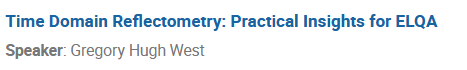 Time Domain Reflectometry: Practical Insights for ELQA
Speaker: Gregory Hugh West